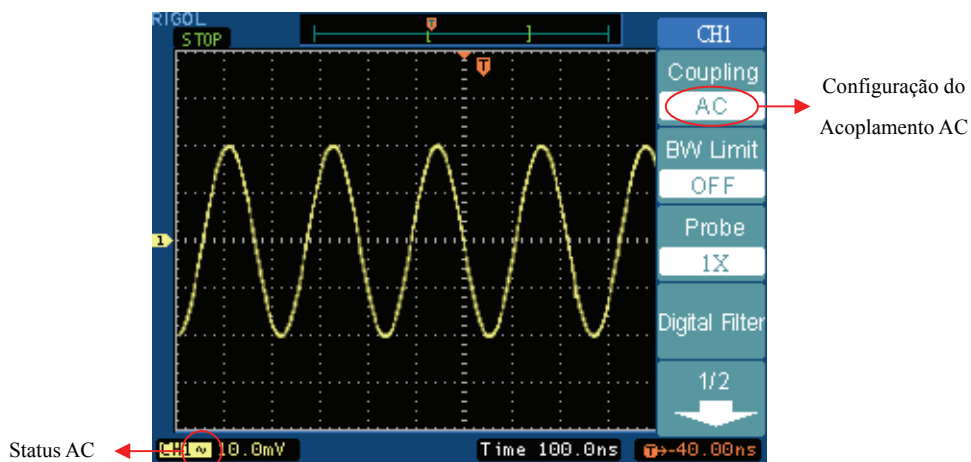 RIGOL
STOP
T
T
1
CH1
Coupling
AC
BW Limit
OFF
Probe
1X
Digital Filter
1/2
Configuração do
Acoplamento AC
Status AC
CH1~ 10.0mV
Time 100.0ns
T→-40.00ns